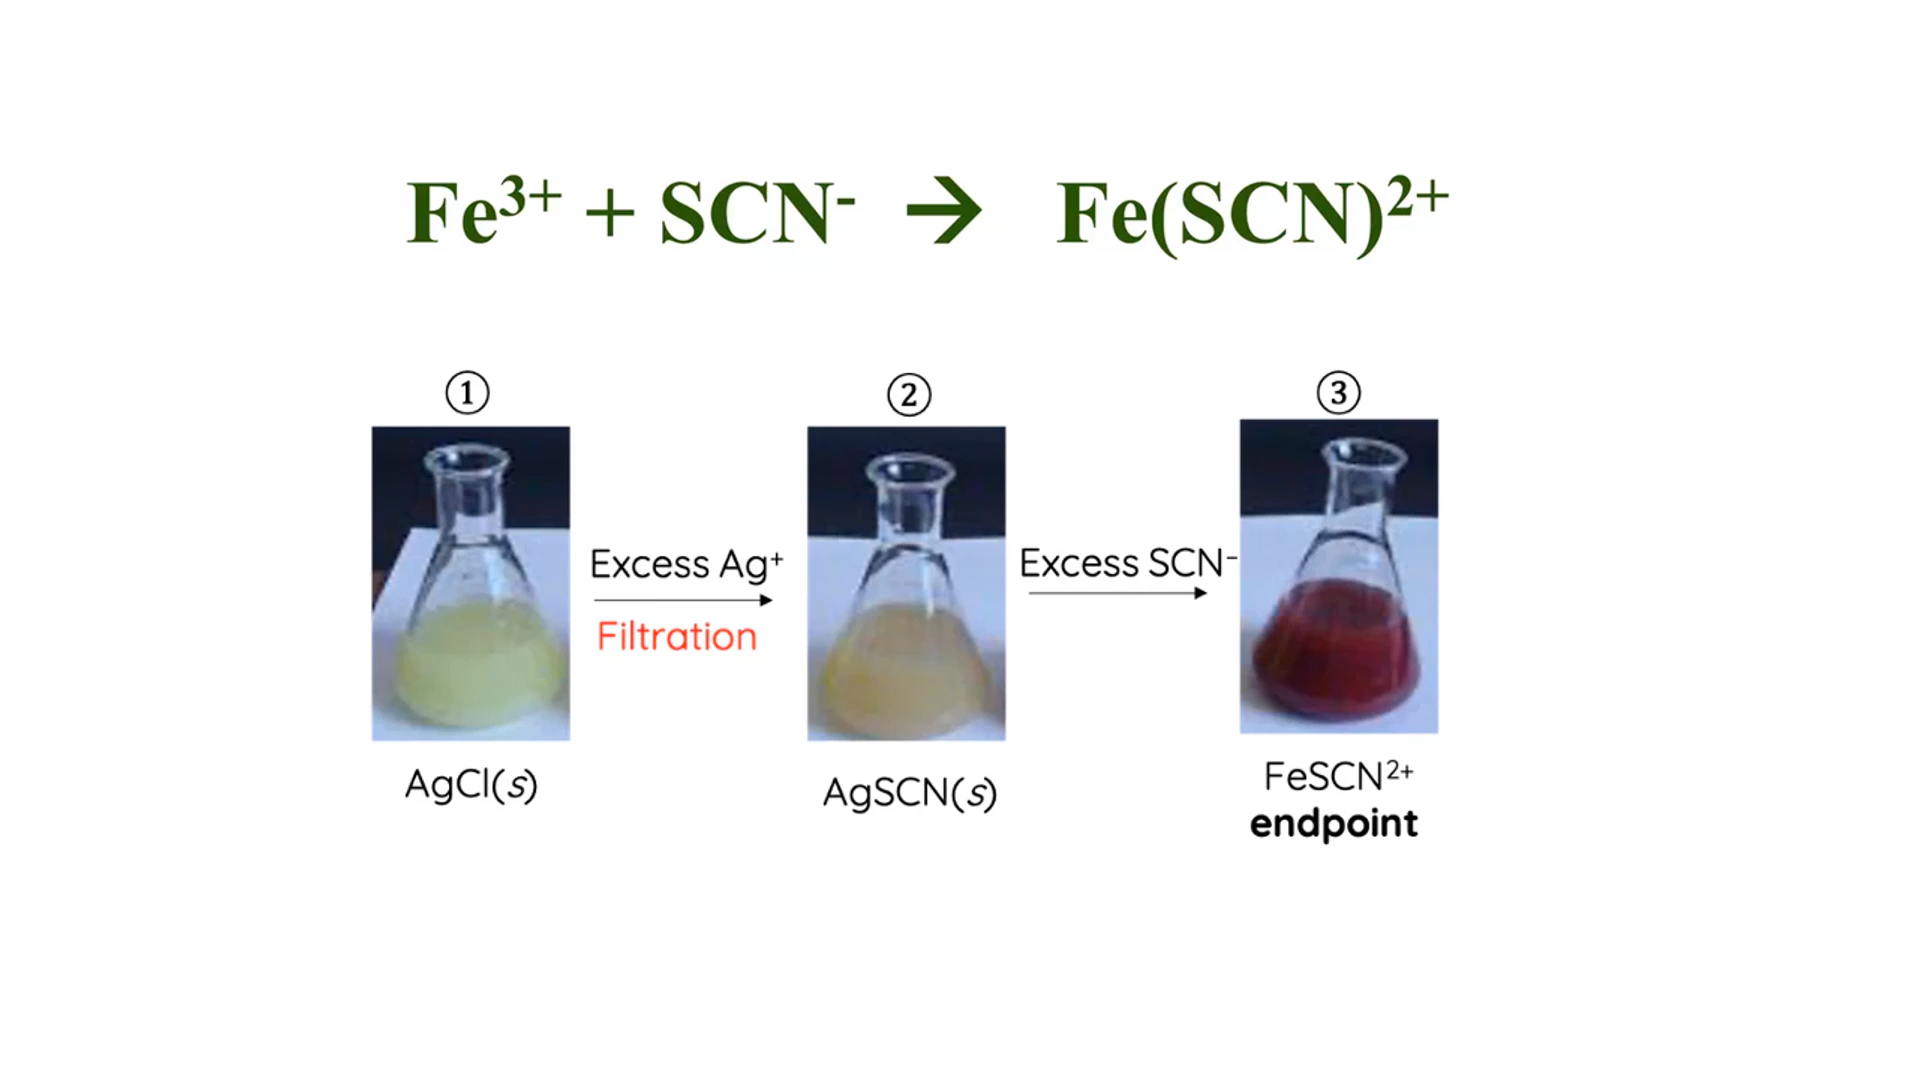 Fe³⁺ + SCN⁻ → Fe(SCN)²⁺
① ② ③
Excess Ag⁺
Filtration
Excess SCN⁻
AgCl(s)
AgSCN(s)
FeSCN²⁺
endpoint